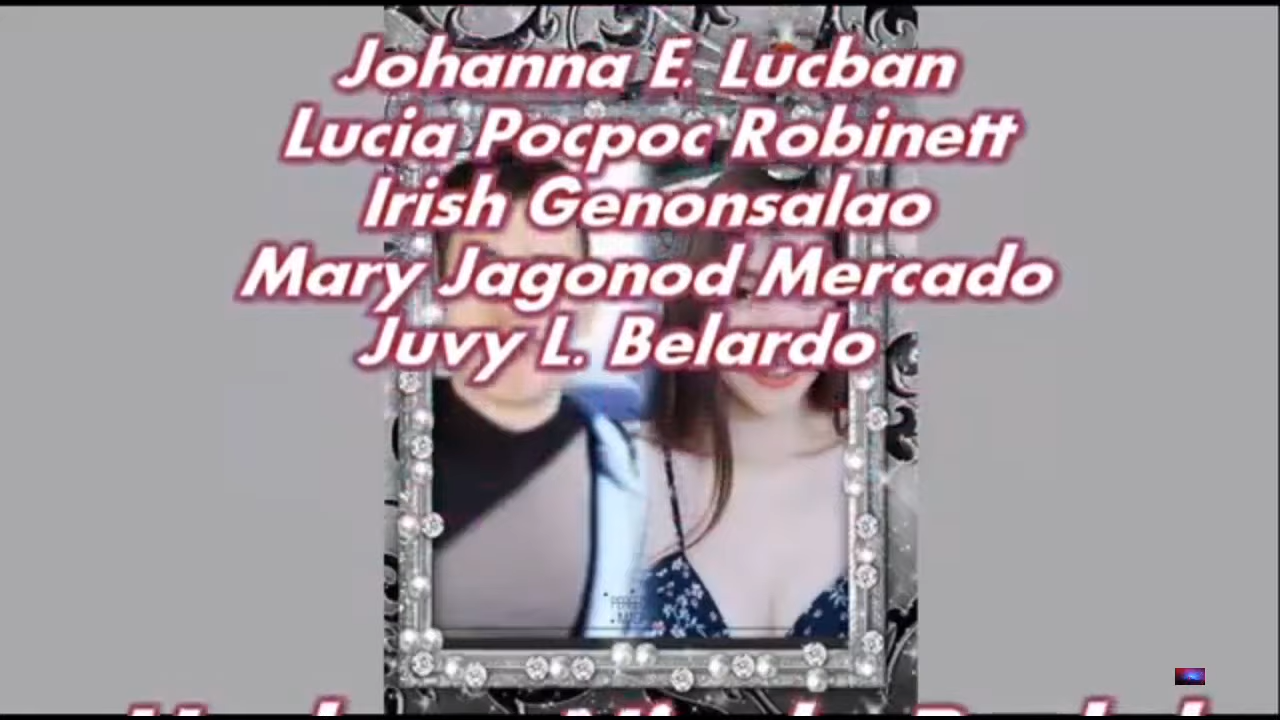 Johanna E. Lucban
Lucia Pocpoc Robinett
Irish Genonsalao
Mary Jagonod Mercado
Juvy L. Belardo